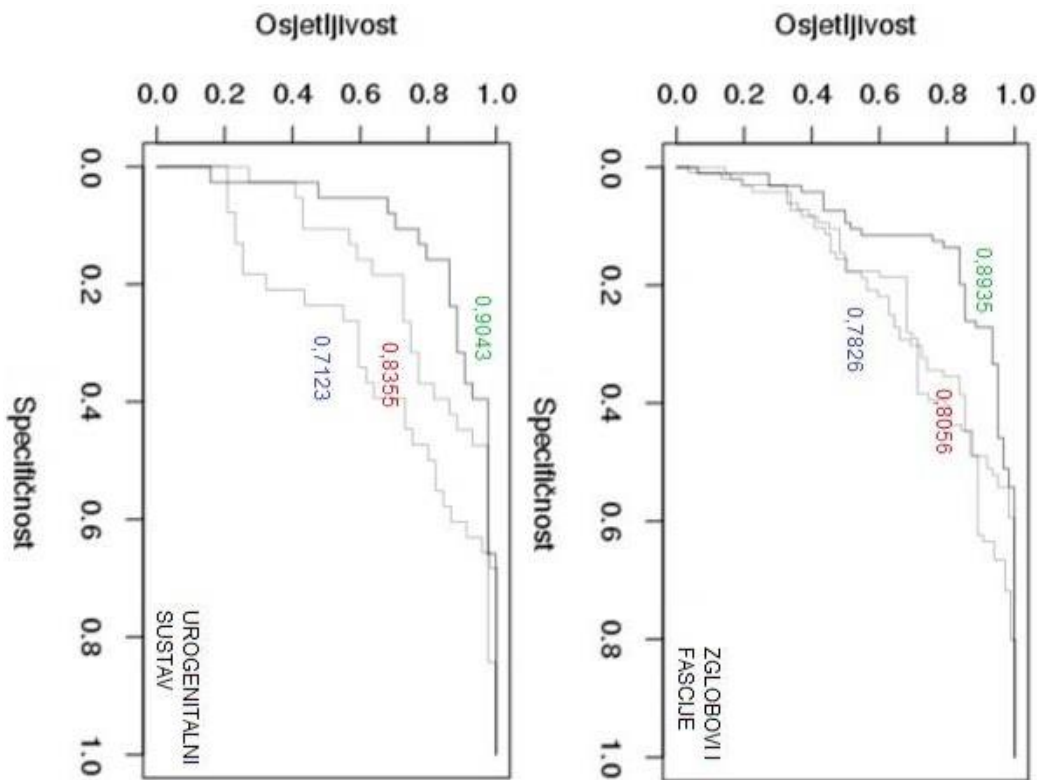 Osjetljivost
0.0 0.2 0.4 0.6 0.8 1.0
0.0 0.2 0.4 0.6 0.8 1.0
Specifičnost
0,9043
0,8355
0,7123
UROGENITALNI
SUSTAV
Osjetljivost
0.0 0.2 0.4 0.6 0.8 1.0
0.0 0.2 0.4 0.6 0.8 1.0
Specifičnost
0,8935
0,7826
0,8056
ZGLOBOVI I
FASCIJE